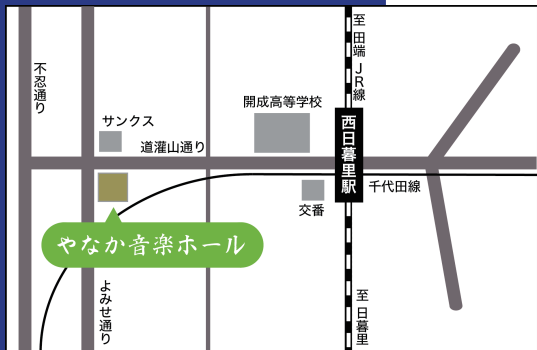 至 田端 JR線
不忍通り
開成高等学校
サンクス
西日暮里駅
道灌山通り
千代田線
交番
やなか音楽ホール
よみせ通り
至 日暮里